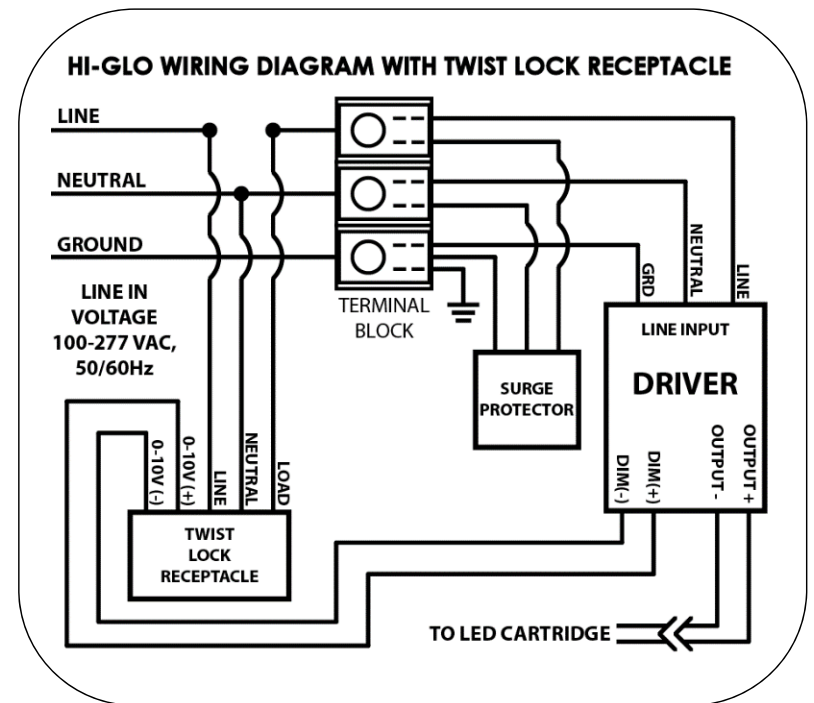 HI-GLO WIRING DIAGRAM WITH TWIST LOCK RECEPTACLE
LINE
NEUTRAL
GROUND
LINE IN
VOLTAGE
100-277 VAC,
50/60Hz
TERMINAL
BLOCK
GRD
NEUTRAL
LINE
LINE INPUT
DRIVER
DIM(-)
DIM(+)
OUTPUT -
OUTPUT +
SURGE
PROTECTOR
0-10V (-)
0-10V (+)
LINE
NEUTRAL
LOAD
TWIST
LOCK
RECEPTACLE
TO LED CARTRIDGE